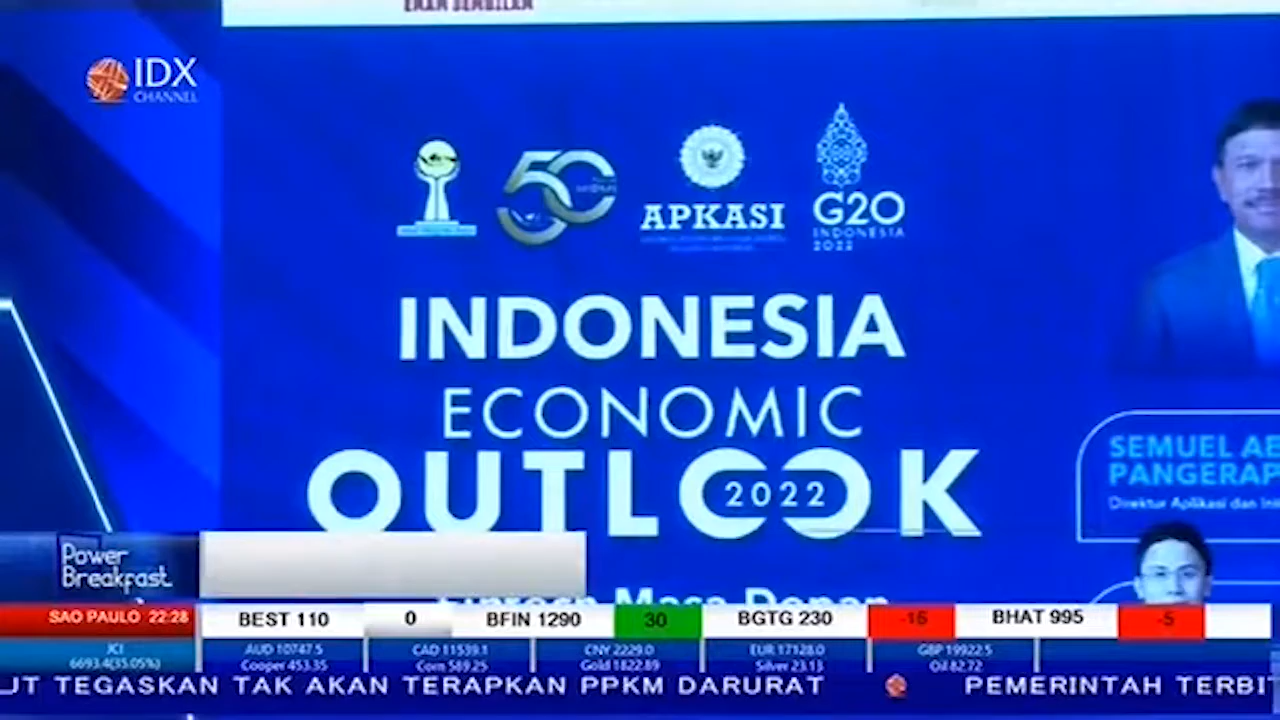 IDX
CHANNEL
50
APKASI
G20
INDONESIA
2022
INDONESIA
ECONOMIC
OUTLOOK
2022
SEMUEL
PANGERAP
Direktur Aplikasi dan
Power
Breakfast
SAO PAULO 22:28
BEST 110 0 BFIN 1290 30 BGTG 230 -16 BHAT 995 -5
JCI AUD 10747.5 CAD 11539.1 CNY 2229.0 EUR 17128.0 GBP 19922.5
6693.4(35.05%) Cooper 453.35 Corn 589.25 Gold 1822.89 Silver 23.13 Oil 82.72
UT TEGASKAN TAK AKAN TERAPKAN PPKM DARURAT PEMERINTAH TERBIT